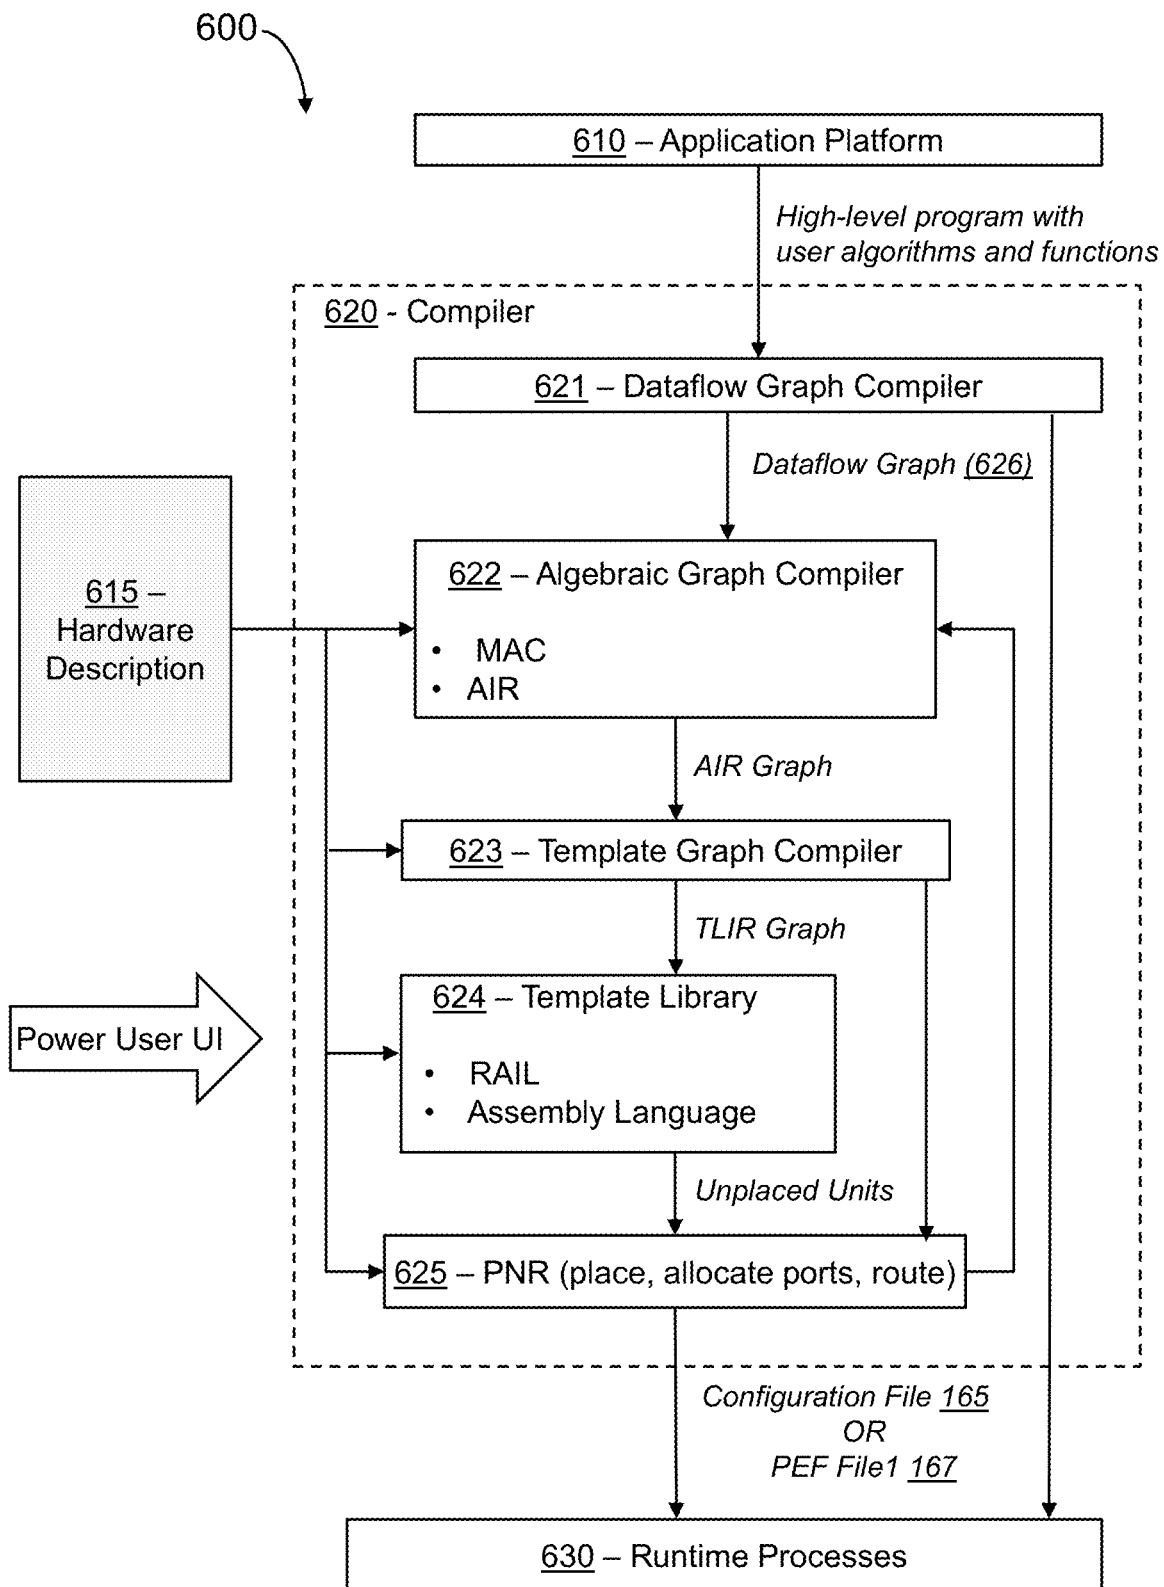 600
610 – Application Platform
High-level program with
user algorithms and functions
620 - Compiler
621 – Dataflow Graph Compiler
Dataflow Graph (626)
615 –
Hardware
Description
622 – Algebraic Graph Compiler
• MAC
• AIR
AIR Graph
623 – Template Graph Compiler
TLIR Graph
624 – Template Library
• RAIL
• Assembly Language
Power User UI
Unplaced Units
625 – PNR (place, allocate ports, route)
Configuration File 165
OR
PEF File1 167
630 – Runtime Processes